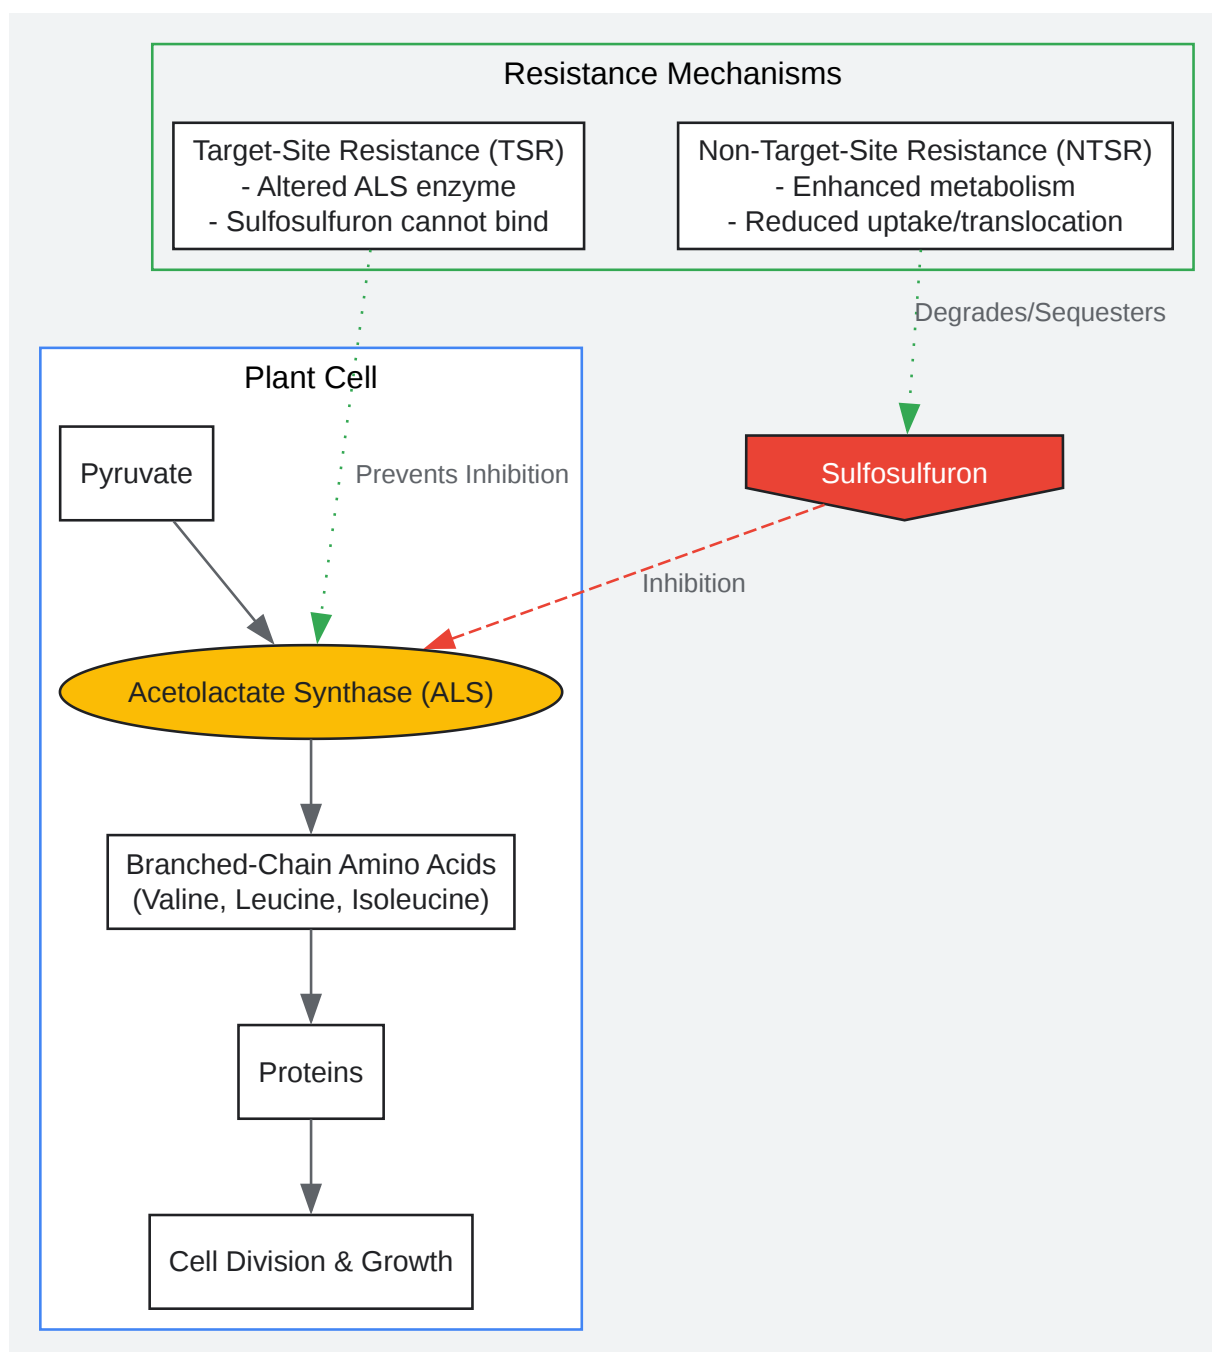 Resistance Mechanisms
Target-Site Resistance (TSR)
- Altered ALS enzyme
- Sulfosulfuron cannot bind
Non-Target-Site Resistance (NTSR)
- Enhanced metabolism
- Reduced uptake/translocation
Degrades/Sequesters
Plant Cell
Pyruvate
Prevents Inhibition
Sulfosulfuron
Inhibition
Acetolactate Synthase (ALS)
Branched-Chain Amino Acids
(Valine, Leucine, Isoleucine)
Proteins
Cell Division & Growth